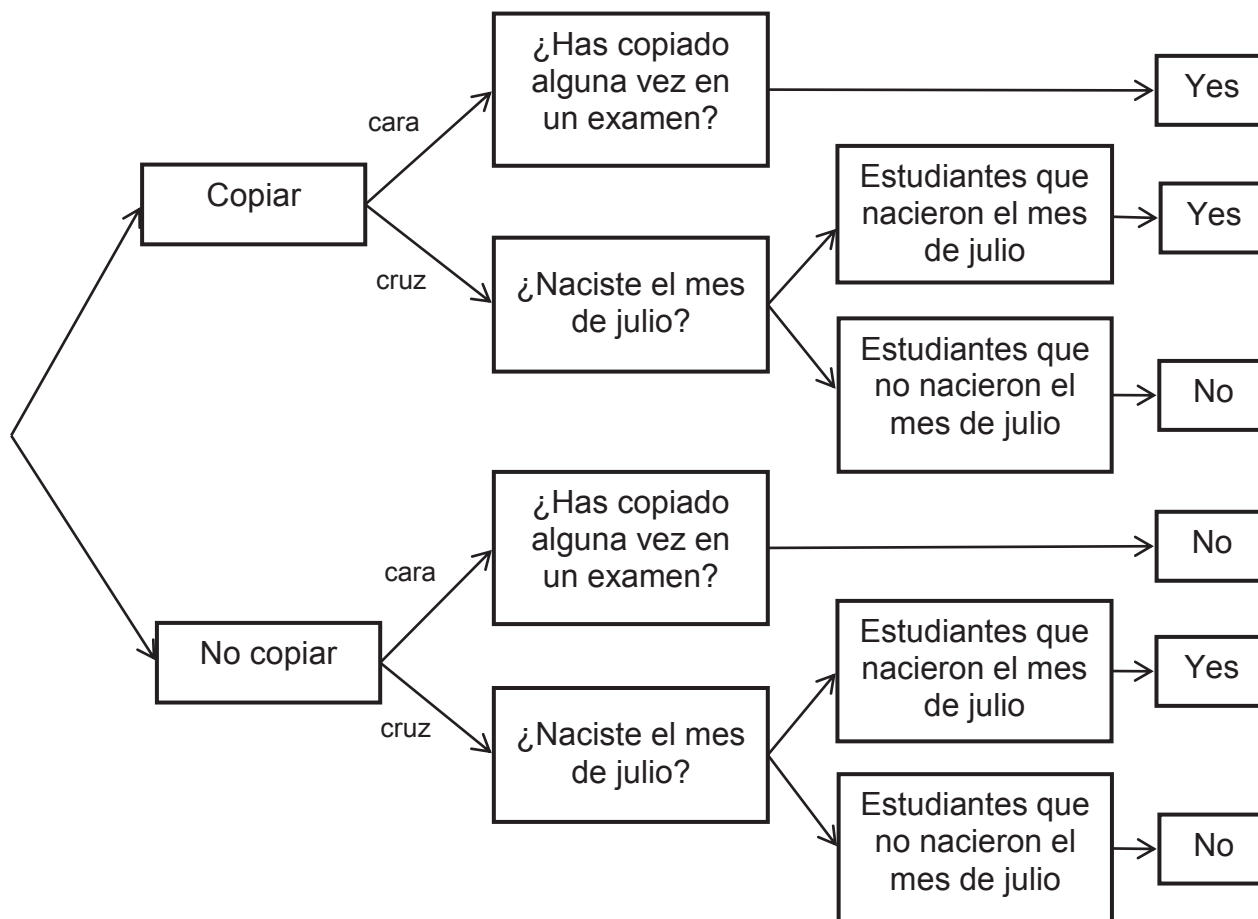 ¿Has copiado
alguna vez en
un examen?
Yes
cara
Copiar
Estudiantes que
nacieron el mes
de julio
Yes
cruz
¿Naciste el mes
de julio?
Estudiantes que
no nacieron el
mes de julio
No
¿Has copiado
alguna vez en
un examen?
No
cara
No copiar
Estudiantes que
nacieron el mes
de julio
Yes
cruz
¿Naciste el mes
de julio?
Estudiantes que
no nacieron el
mes de julio
No